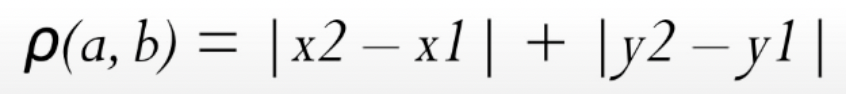 ρ(a, b) = | x2 – x1 | + |y2 – y1 |